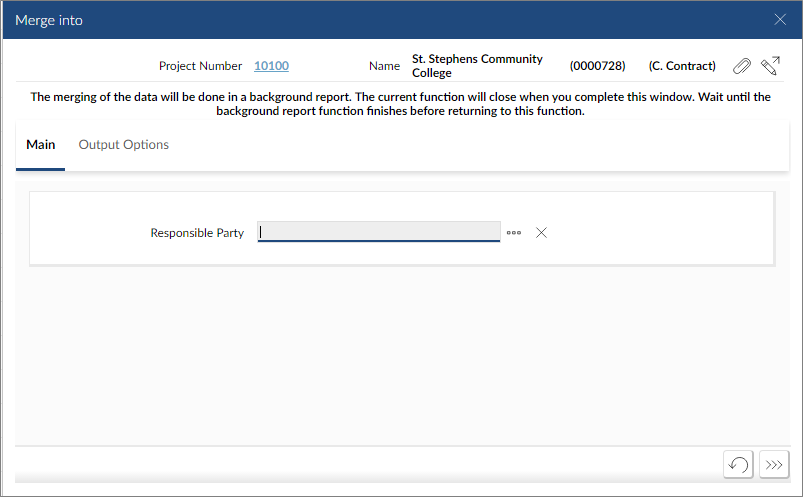 Merge into
Project Number 10100 Name St. Stephens Community College (0000728) (C. Contract)
The merging of the data will be done in a background report. The current function will close when you complete this window. Wait until the
background report function finishes before returning to this function.
Main Output Options
Responsible Party